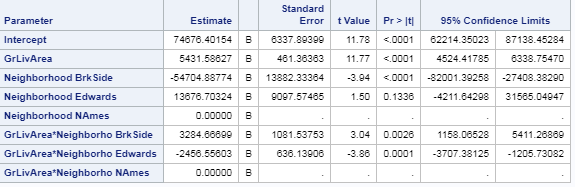 Parameter Estimate Standard Error t Value Pr > |t| 95% Confidence Limits
Intercept 74676.40154 B 6337.89399 11.78 <.0001 62214.35023 87138.45284
GrLivArea 5431.58627 B 461.36363 11.77 <.0001 4524.41785 6338.75470
Neighborhood BrkSide -54704.88774 B 13882.33364 -3.94 <.0001 -82001.39258 -27408.38290
Neighborhood Edwards 13676.70324 B 9097.57465 1.50 0.1336 -4211.64298 31565.04947
Neighborhood NAmes 0.00000 B . . . . .
GrLivArea*Neighborho BrkSide 3284.66699 B 1081.53753 3.04 0.0026 1158.06528 5411.26869
GrLivArea*Neighborho Edwards -2456.55603 B 636.13906 -3.86 0.0001 -3707.38125 -1205.73082
GrLivArea*Neighborho NAmes 0.00000 B . . . . .